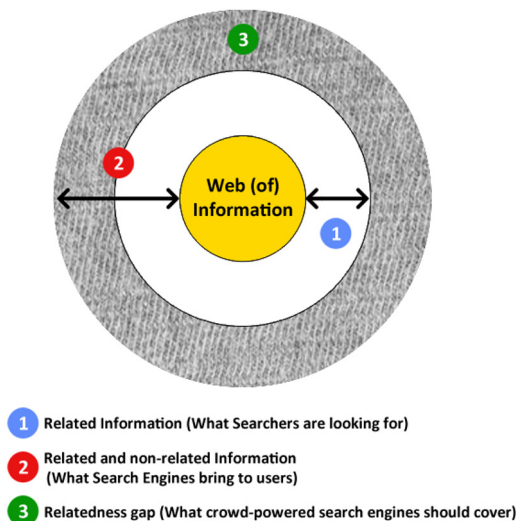 3
2
Web (of)
Information
1
1 Related Information (What Searchers are looking for)
2 Related and non-related Information
(What Search Engines bring to users)
3 Relatedness gap (What crowd-powered search engines should cover)